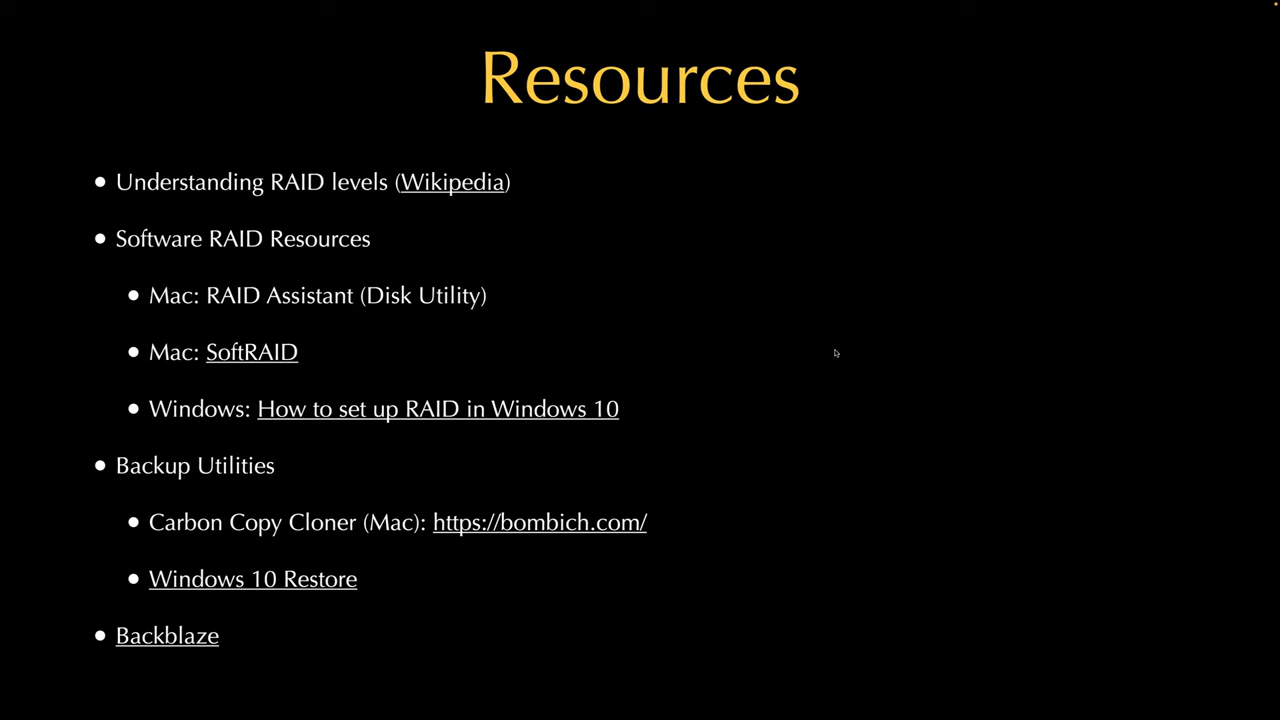 Resources
• Understanding RAID levels (Wikipedia)
• Software RAID Resources
• Mac: RAID Assistant (Disk Utility)
• Mac: SoftRAID
• Windows: How to set up RAID in Windows 10
• Backup Utilities
• Carbon Copy Cloner (Mac): https://bombich.com/
• Windows 10 Restore
• Backblaze